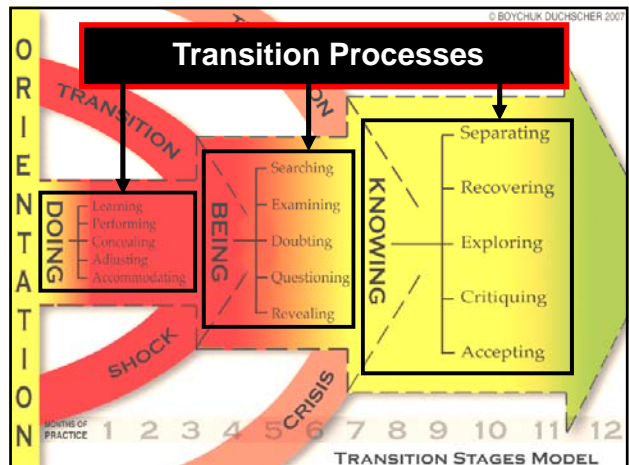 © BOYCHUK DUCHSCHER 2007
Transition Processes
ORIENTATION
TRANSITION
SHOCK
DOING
Learning
Performing
Concealing
Adjusting
Accommodating
CRISIS
BEING
Searching
Examining
Doubting
Questioning
Revealing
KNOWING
Separating
Recovering
Exploring
Critiquing
Accepting
MONTHS OF
PRACTICE 1 2 3 4 5 6 7 8 9 10 11 12
TRANSITION STAGES MODEL